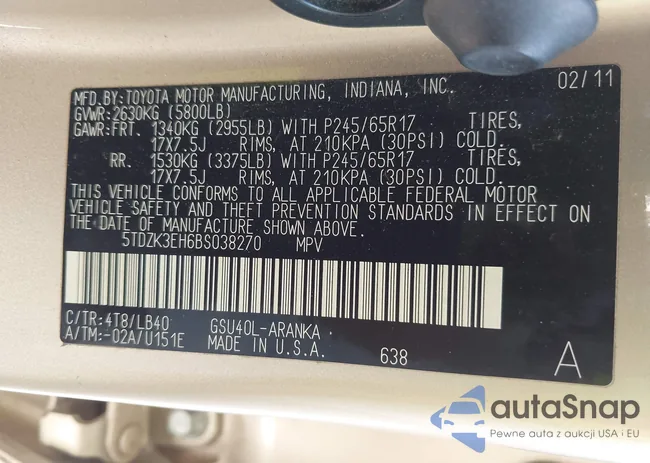 MFD.BY:TOYOTA MOTOR MANUFACTURING, INDIANA, INC. 02/11
GVWR:2630KG (5800LB)
GAWR:FRT. 1340KG (2955LB) WITH P245/65R17 TIRES,
17X7.5J RIMS, AT 210KPA (30PSI) COLD.
RR. 1530KG (3375LB) WITH P245/65R17 TIRES,
17X7.5J RIMS, AT 210KPA (30PSI) COLD.
THIS VEHICLE CONFORMS TO ALL APPLICABLE FEDERAL MOTOR
VEHICLE SAFETY AND THEFT PREVENTION STANDARDS IN EFFECT ON
THE DATE OF MANUFACTURE SHOWN ABOVE.
5TDZK3EH6BS038270 MPV
C/TR:4T8/LB40 GSU40L-ARANKA
A/TM:-02A/U151E MADE IN U.S.A. 638 A
autaSnap
Pewne auta z aukcji USA i EU